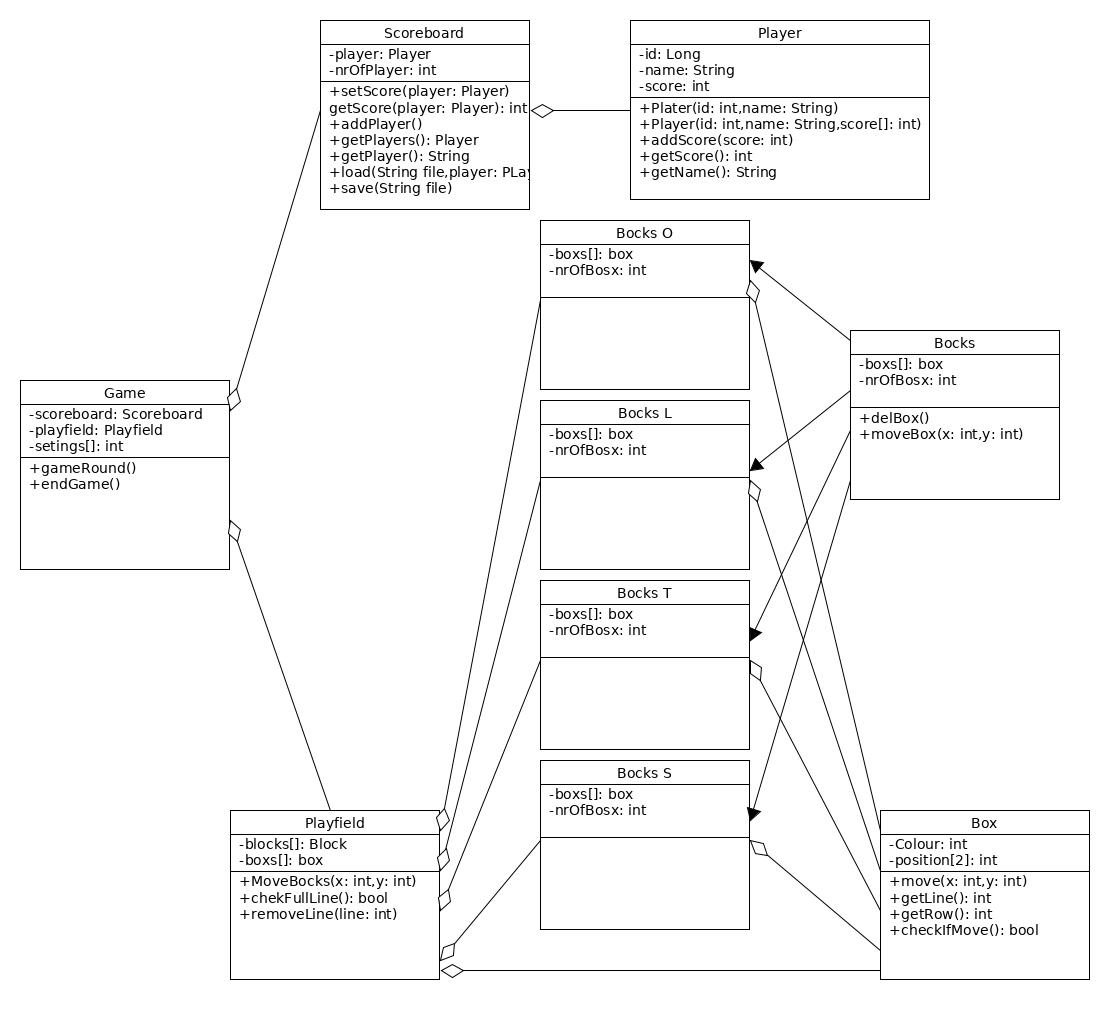 Scoreboard
-player: Player
-nrOfPlayer: int
+setScore(player: Player)
getScore(player: Player): int
+addPlayer()
+getPlayers(): Player
+getPlayer(): String
+load(String file,player: PLay
+save(String file)
Player
-id: Long
-name: String
-score: int
+Plater(id: int,name: String)
+Player(id: int,name: String,score[]: int)
+addScore(score: int)
+getScore(): int
+getName(): String
Bocks O
-boxs[]: box
-nrOfBosx: int
Bocks
-boxs[]: box
-nrOfBosx: int
+delBox()
+moveBox(x: int,y: int)
Game
-scoreboard: Scoreboard
-playfield: Playfield
-setings[]: int
+gameRound()
+endGame()
Bocks L
-boxs[]: box
-nrOfBosx: int
Bocks T
-boxs[]: box
-nrOfBosx: int
Bocks S
-boxs[]: box
-nrOfBosx: int
Playfield
-blocks[]: Block
-boxs[]: box
+MoveBocks(x: int,y: int)
+chekFullLine(): bool
+removeLine(line: int)
Box
-Colour: int
-position[2]: int
+move(x: int,y: int)
+getLine(): int
+getRow(): int
+checkIfMove(): bool